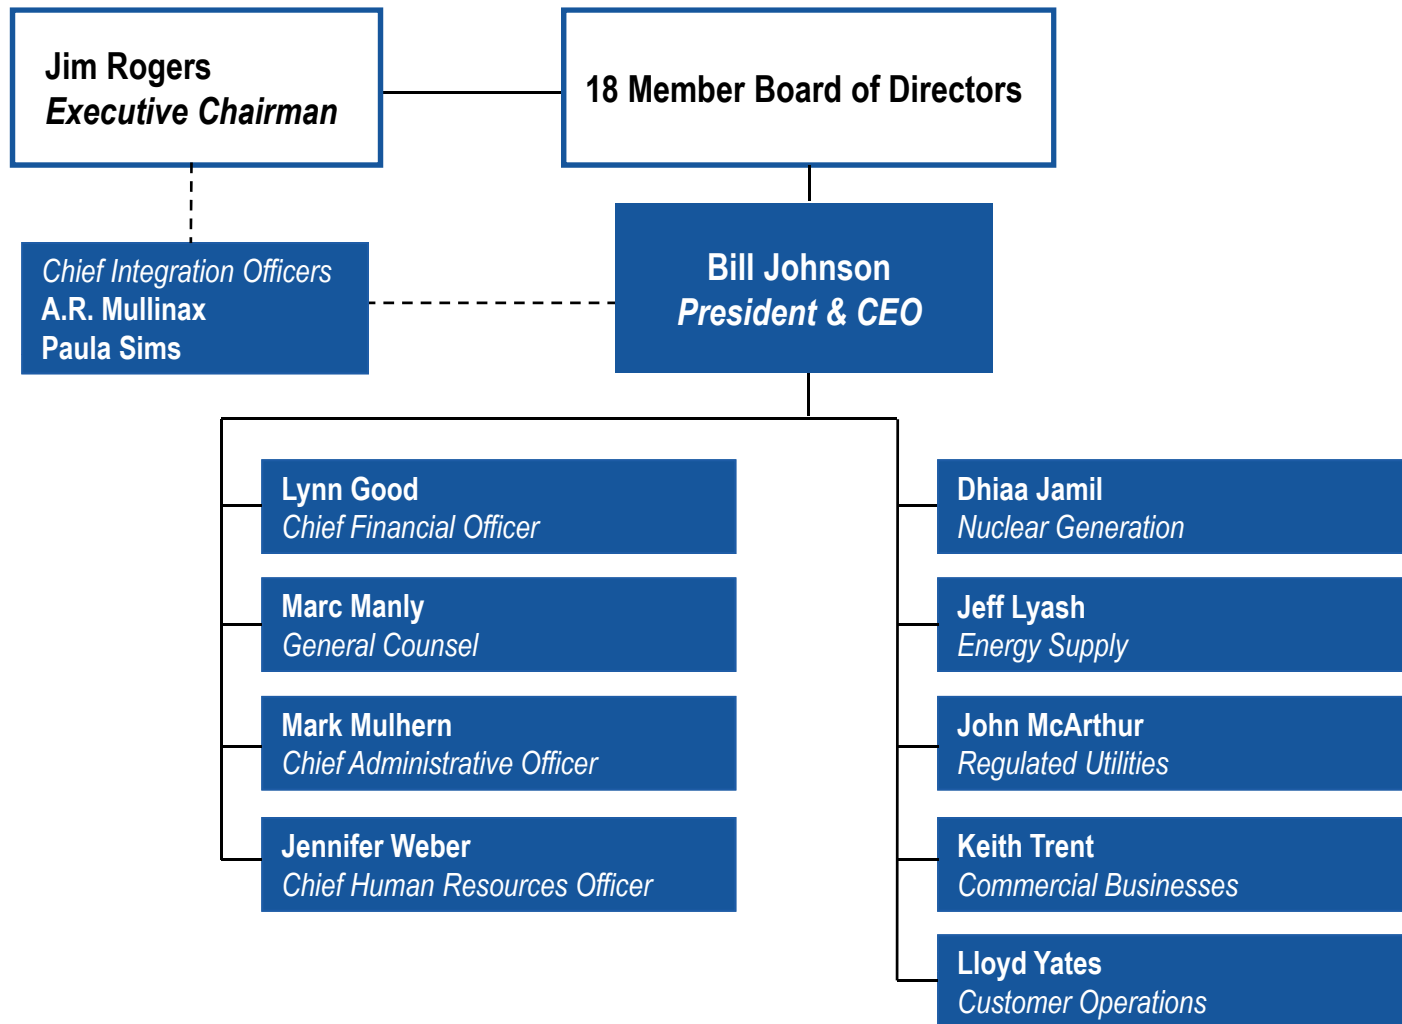 Jim Rogers
Executive Chairman
18 Member Board of Directors
Chief Integration Officers
A.R. Mullinax
Paula Sims
Bill Johnson
President & CEO
Lynn Good
Chief Financial Officer
Marc Manly
General Counsel
Mark Mulhern
Chief Administrative Officer
Jennifer Weber
Chief Human Resources Officer
Dhiaa Jamil
Nuclear Generation
Jeff Lyash
Energy Supply
John McArthur
Regulated Utilities
Keith Trent
Commercial Businesses
Lloyd Yates
Customer Operations